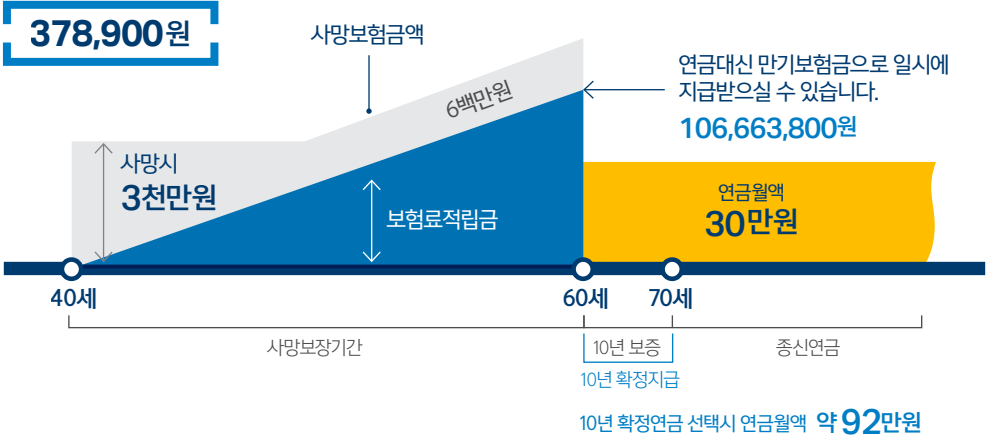 378,900원
사망보험금액
6백만원
연금대신 만기보험금으로 일시에
지급받으실 수 있습니다.
106,663,800원
사망시
3천만원
보험료적립금
연금월액
30만원
40세
60세
70세
사망보장기간
10년 보증
종신연금
10년 확정지급
10년 확정연금 선택시 연금월액 약 92만원